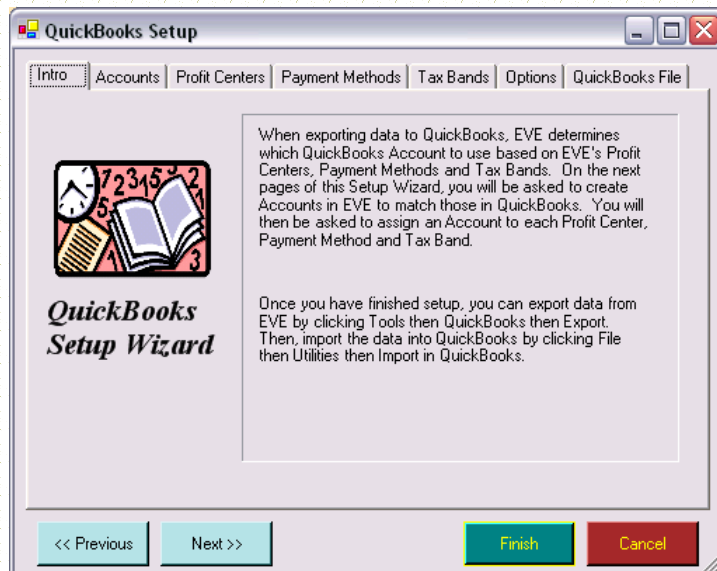 QuickBooks Setup
Intro Accounts Profit Centers Payment Methods Tax Bands Options QuickBooks File
When exporting data to QuickBooks, EVE determines
which QuickBooks Account to use based on EVE's Profit
Centers, Payment Methods and Tax Bands. On the next
pages of this Setup Wizard, you will be asked to create
Accounts in EVE to match those in QuickBooks. You will
then be asked to assign an Account to each Profit Center,
Payment Method and Tax Band.
QuickBooks
Setup Wizard
Once you have finished setup, you can export data from
EVE by clicking Tools then QuickBooks then Export.
Then, import the data into QuickBooks by clicking File
then Utilities then Import in QuickBooks.
<< Previous Next >> Finish Cancel